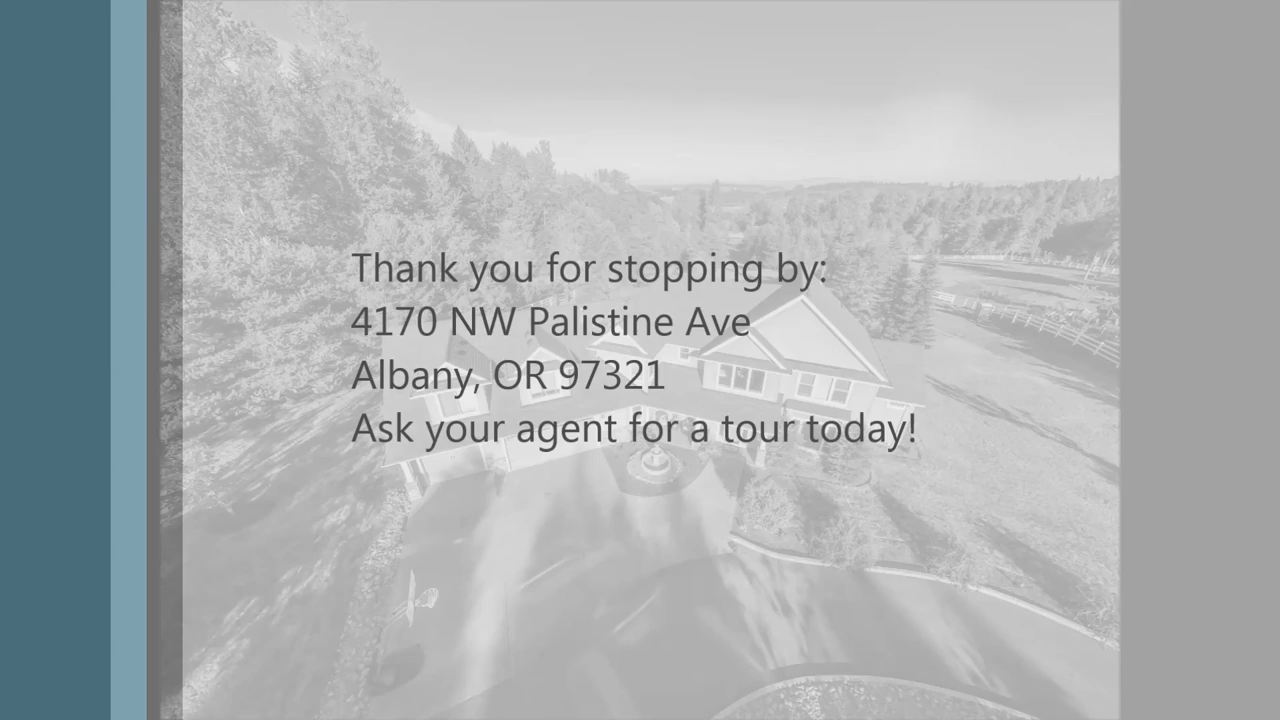 Thank you for stopping by:
4170 NW Palistine Ave
Albany, OR 97321
Ask your agent for a tour today!